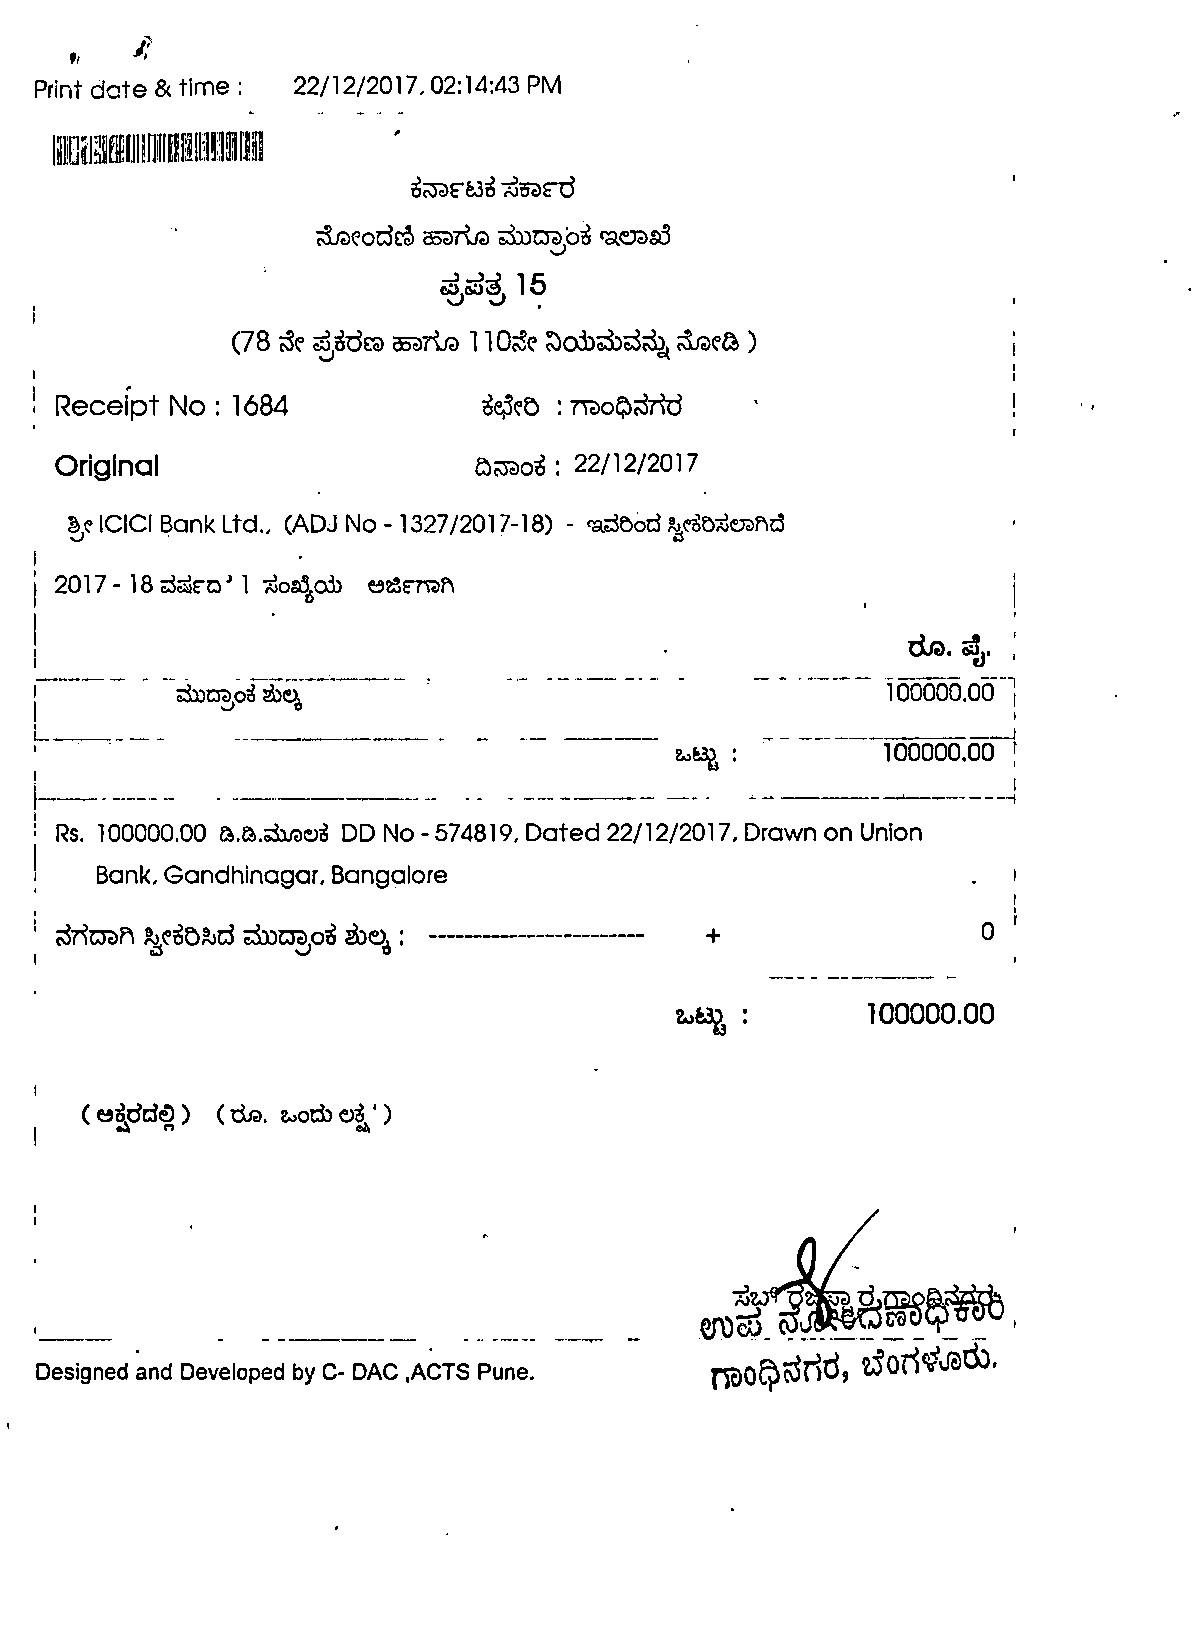 Print date & time : 22/12/2017, 02:14:43 PM
ಕರ್ನಾಟಕ ಸರ್ಕಾರ
ನೋಂದಣಿ ಹಾಗೂ ಮುದ್ರಾಂಕ ಇಲಾಖೆ
ಪ್ರಪತ್ರ 15
(78 ನೇ ಪ್ರಕರಣ ಹಾಗೂ 110ನೇ ನಿಯಮವನ್ನು ನೋಡಿ )
Receipt No : 1684 ಕಛೇರಿ : ಗಾಂಧಿನಗರ
Original ದಿನಾಂಕ : 22/12/2017
ಶ್ರೀ ICICI Bank Ltd., (ADJ No - 1327/2017-18) - ಇವರಿಂದ ಸ್ವೀಕರಿಸಲಾಗಿದೆ
2017 - 18 ವರ್ಷದ ' 1 ಸಂಖ್ಯೆಯ ಅರ್ಜಿಗಾಗಿ
ರೂ. ಪೈ.
ಮುದ್ರಾಂಕ ಶುಲ್ಕ 100000.00
ಒಟ್ಟು : 100000.00
Rs. 100000.00 ಡಿ.ಡಿ.ಮೂಲಕ DD No - 574819, Dated 22/12/2017, Drawn on Union
Bank, Gandhinagar, Bangalore
ನಗದಾಗಿ ಸ್ವೀಕರಿಸಿದ ಮುದ್ರಾಂಕ ಶುಲ್ಕ : ------------------------ + 0
ಒಟ್ಟು : 100000.00
( ಅಕ್ಷರದಲ್ಲಿ ) ( ರೂ. ಒಂದು ಲಕ್ಷ ' )
ಸಬ್ ರಿಜಿಸ್ಟ್ರಾರ್ ಗಾಂಧಿನಗರ
ಉಪ ನೋಂದಣಾಧಿಕಾರಿ,
ಗಾಂಧಿನಗರ, ಬೆಂಗಳೂರು.
Designed and Developed by C- DAC ,ACTS Pune.